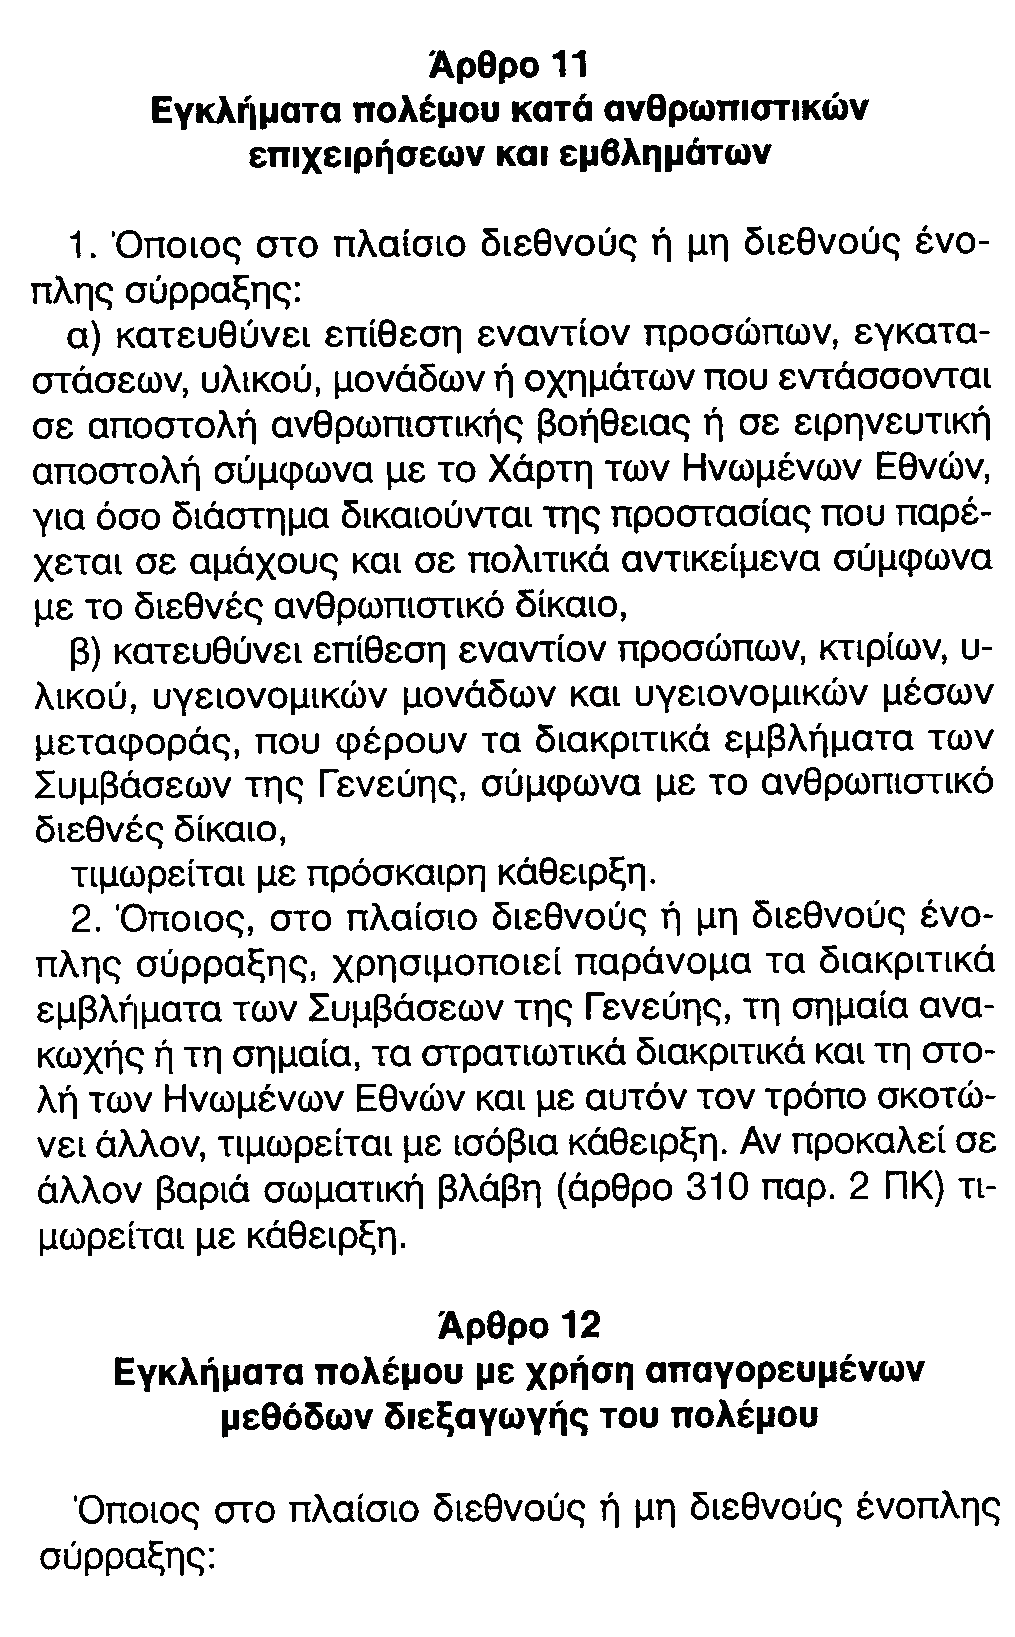 Άρθρο 11
Εγκλήματα πολέμου κατά ανθρωπιστικών
επιχειρήσεων και εμβλημάτων
1. Όποιος στο πλαίσιο διεθνούς ή μη διεθνούς ένο-
πλης σύρραξης:
α) κατευθύνει επίθεση εναντίον προσώπων, εγκατα-
στάσεων, υλικού, μονάδων ή οχημάτων που εντάσσονται
σε αποστολή ανθρωπιστικής βοήθειας ή σε ειρηνευτική
αποστολή σύμφωνα με το Χάρτη των Ηνωμένων Εθνών,
για όσο διάστημα δικαιούνται της προστασίας που παρέ-
χεται σε αμάχους και σε πολιτικά αντικείμενα σύμφωνα
με το διεθνές ανθρωπιστικό δίκαιο,
β) κατευθύνει επίθεση εναντίον προσώπων, κτιρίων, υ-
λικού, υγειονομικών μονάδων και υγειονομικών μέσων
μεταφοράς, που φέρουν τα διακριτικά εμβλήματα των
Συμβάσεων της Γενεύης, σύμφωνα με το ανθρωπιστικό
διεθνές δίκαιο,
τιμωρείται με πρόσκαιρη κάθειρξη.
2. Όποιος, στο πλαίσιο διεθνούς ή μη διεθνούς ένο-
πλης σύρραξης, χρησιμοποιεί παράνομα τα διακριτικά
εμβλήματα των Συμβάσεων της Γενεύης, τη σημαία ανα-
κωχής ή τη σημαία, τα στρατιωτικά διακριτικά και τη στο-
λή των Ηνωμένων Εθνών και με αυτόν τον τρόπο σκοτώ-
νει άλλον, τιμωρείται με ισόβια κάθειρξη. Αν προκαλεί σε
άλλον βαριά σωματική βλάβη (άρθρο 310 παρ. 2 ΠΚ) τι-
μωρείται με κάθειρξη.
Άρθρο 12
Εγκλήματα πολέμου με χρήση απαγορευμένων
μεθόδων διεξαγωγής του πολέμου
Όποιος στο πλαίσιο διεθνούς ή μη διεθνούς ένοπλης
σύρραξης: